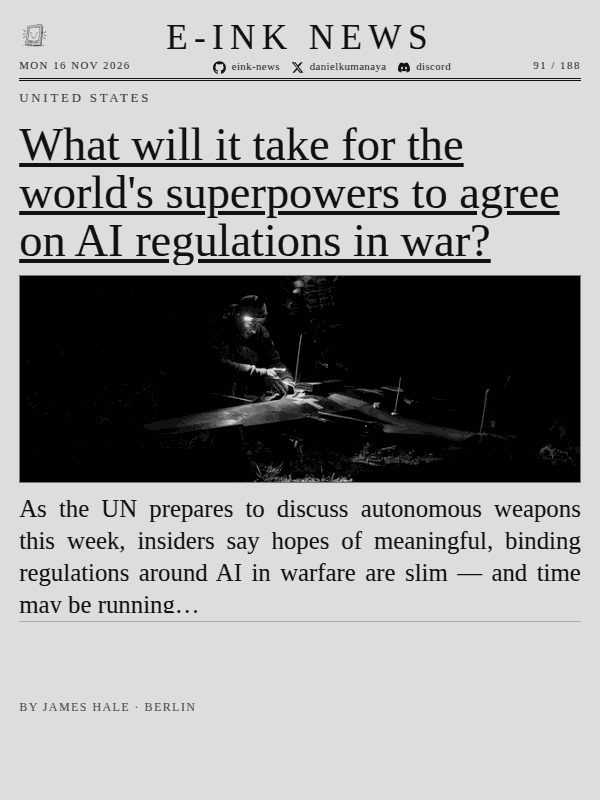 E-INK NEWS
MON 16 NOV 2026
eink-news danielkumanaya discord
91 / 188
UNITED STATES
What will it take for the
world's superpowers to agree
on AI regulations in war?
As the UN prepares to discuss autonomous weapons
this week, insiders say hopes of meaningful, binding
regulations around AI in warfare are slim — and time
may be running…
BY JAMES HALE · BERLIN